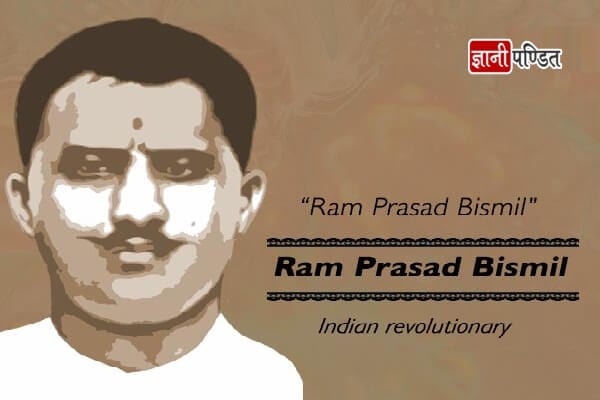 ज्ञानी पण्डित
“Ram Prasad Bismil"
Ram Prasad Bismil
Indian revolutionary